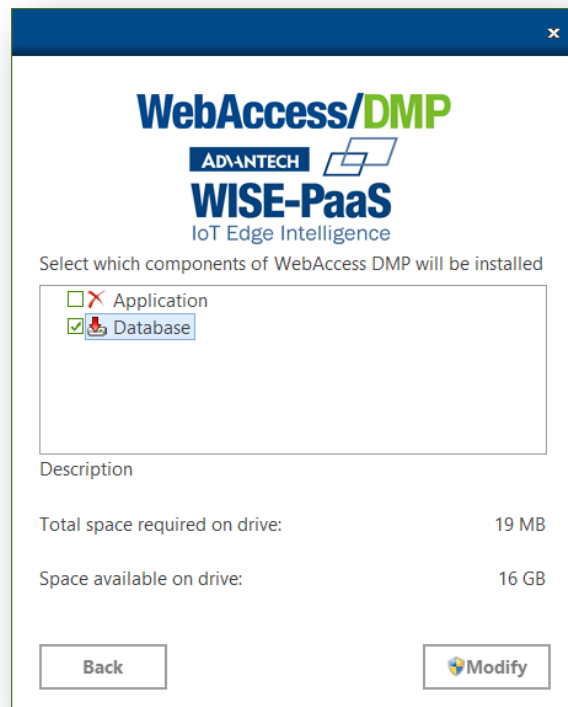 WebAccess/DMP
ADVANTECH
WISE-PaaS
IoT Edge Intelligence
Select which components of WebAccess DMP will be installed
Application
Database
Description
Total space required on drive: 19 MB
Space available on drive: 16 GB
Back Modify